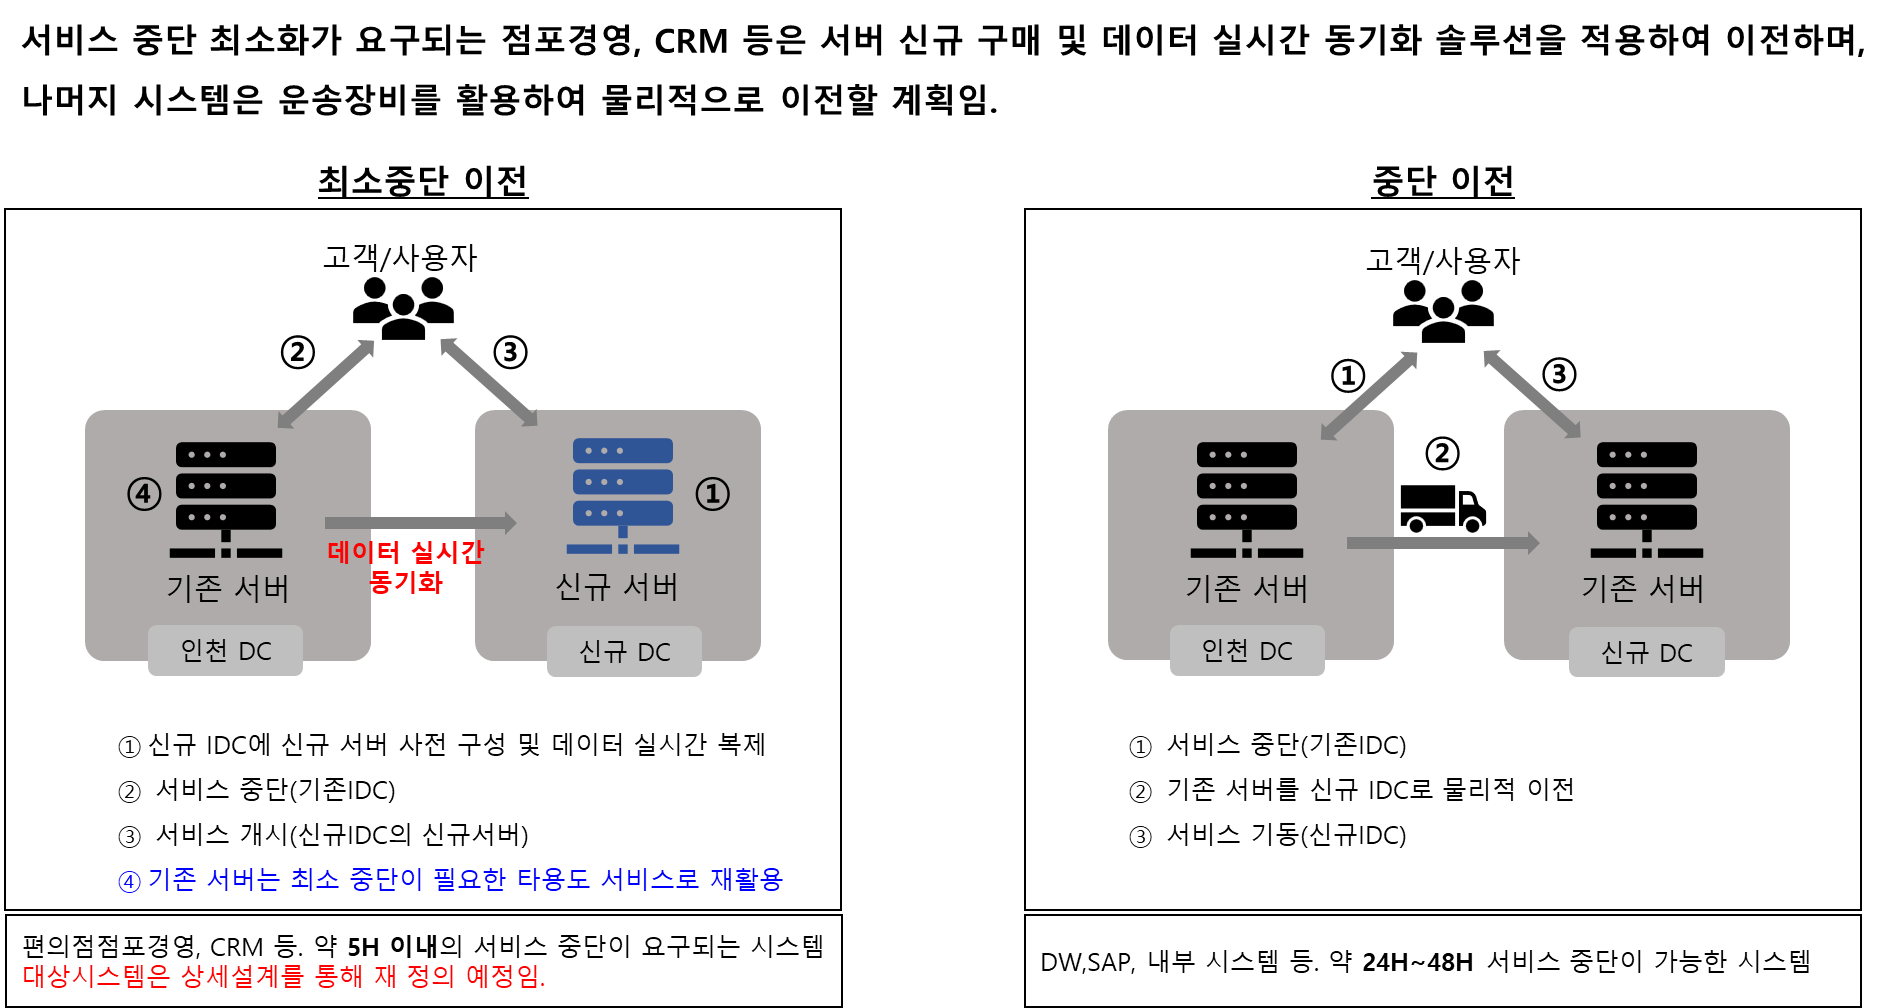 서비스 중단 최소화가 요구되는 점포경영, CRM 등은 서버 신규 구매 및 데이터 실시간 동기화 솔루션을 적용하여 이전하며,
나머지 시스템은 운송장비를 활용하여 물리적으로 이전할 계획임.
최소중단 이전
고객/사용자
②
③
④
①
데이터 실시간
동기화
기존 서버
신규 서버
인천 DC
신규 DC
① 신규 IDC에 신규 서버 사전 구성 및 데이터 실시간 복제
② 서비스 중단(기존IDC)
③ 서비스 개시(신규IDC의 신규서버)
④ 기존 서버는 최소 중단이 필요한 타용도 서비스로 재활용
편의점점포경영, CRM 등. 약 5H 이내의 서비스 중단이 요구되는 시스템
대상시스템은 상세설계를 통해 재 정의 예정임.
중단 이전
고객/사용자
①
③
②
기존 서버
기존 서버
인천 DC
신규 DC
① 서비스 중단(기존IDC)
② 기존 서버를 신규 IDC로 물리적 이전
③ 서비스 기동(신규IDC)
DW,SAP, 내부 시스템 등. 약 24H~48H 서비스 중단이 가능한 시스템